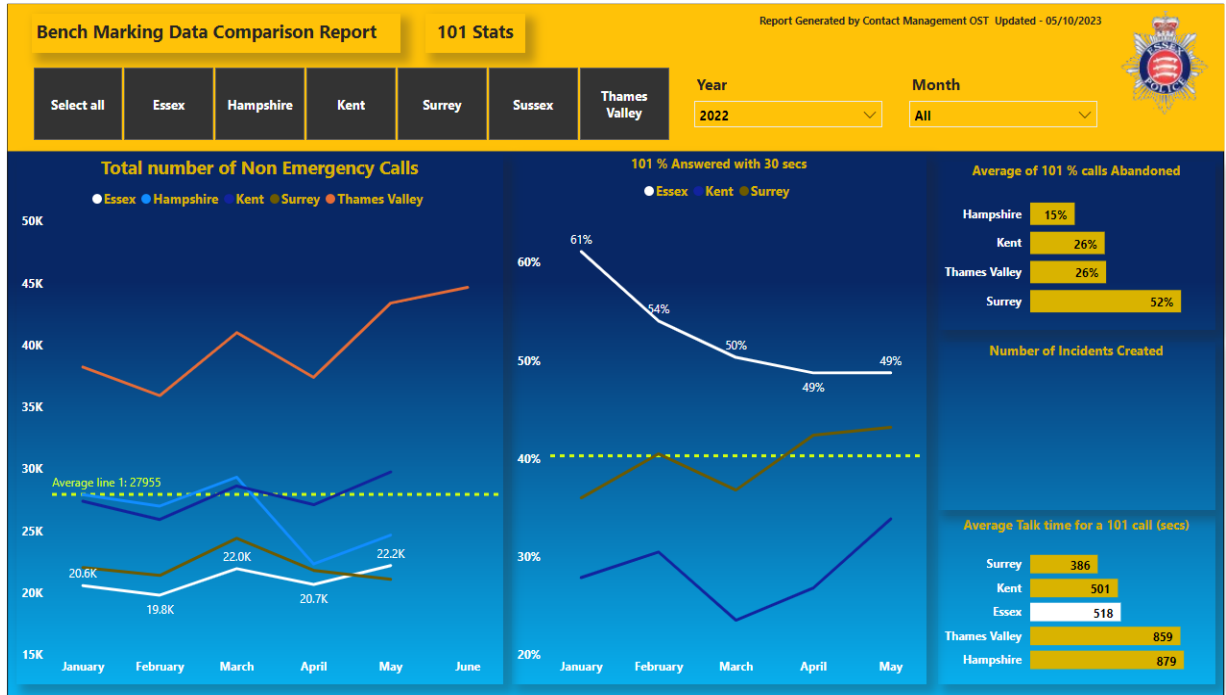 Bench Marking Data Comparison Report
101 Stats
Report Generated by Contact Management OST Updated - 05/10/2023
ESSEX
POLICE
Select all
Essex
Hampshire
Kent
Surrey
Sussex
Thames
Valley
Year
2022
Month
All
Total number of Non Emergency Calls
Essex Hampshire Kent Surrey Thames Valley
50K
45K
40K
35K
30K
25K
20K
15K
Average line 1: 27955
20.6K
19.8K
22.0K
20.7K
22.2K
January February March April May June
101 % Answered with 30 secs
Essex Kent Surrey
60%
50%
40%
30%
20%
61%
54%
50%
49%
49%
January February March April May
Average of 101 % calls Abandoned
Hampshire 15%
Kent 26%
Thames Valley 26%
Surrey 52%
Number of Incidents Created
Average Talk time for a 101 call (secs)
Surrey 386
Kent 501
Essex 518
Thames Valley 859
Hampshire 879